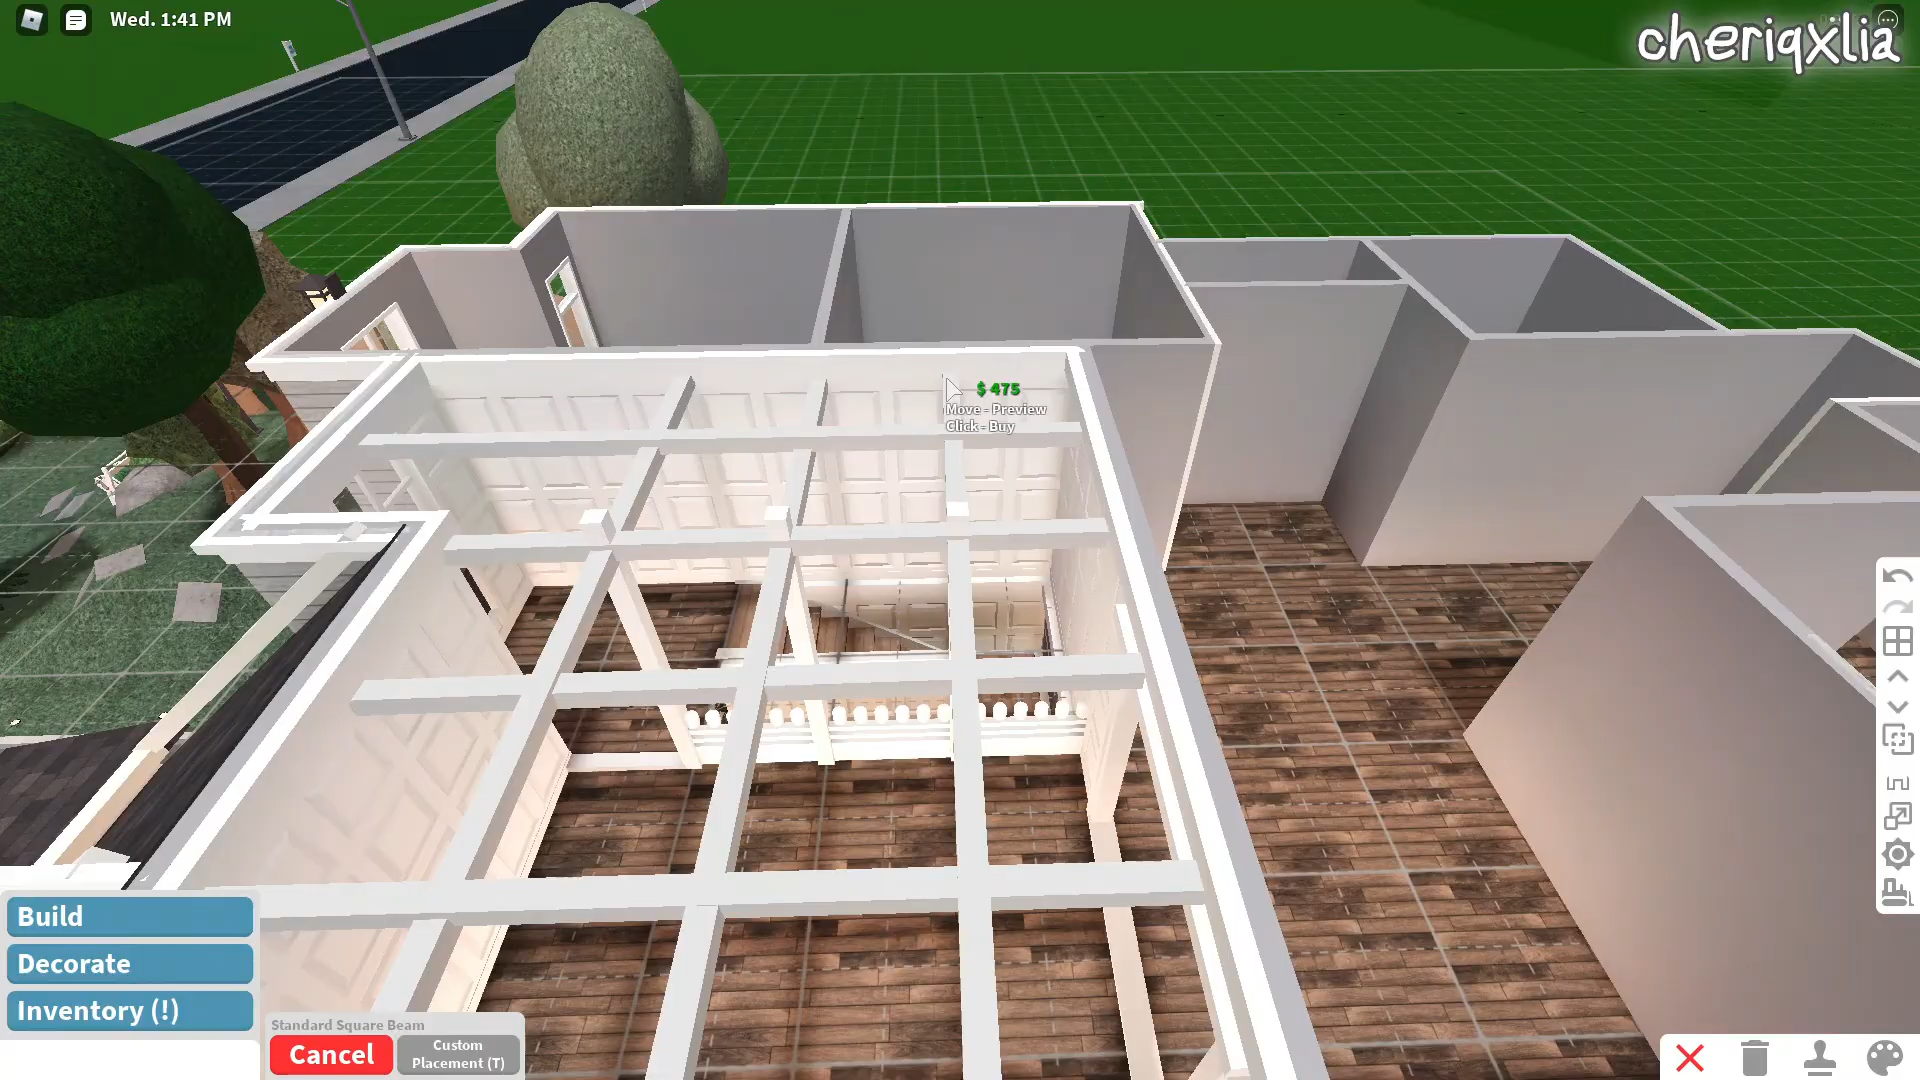 Wed. 1:41 PM
cheriqxlia
$ 475
Move - Preview
Click - Buy
Build
Decorate
Inventory (!)
Standard Square Beam
Cancel
Custom
Placement (T)